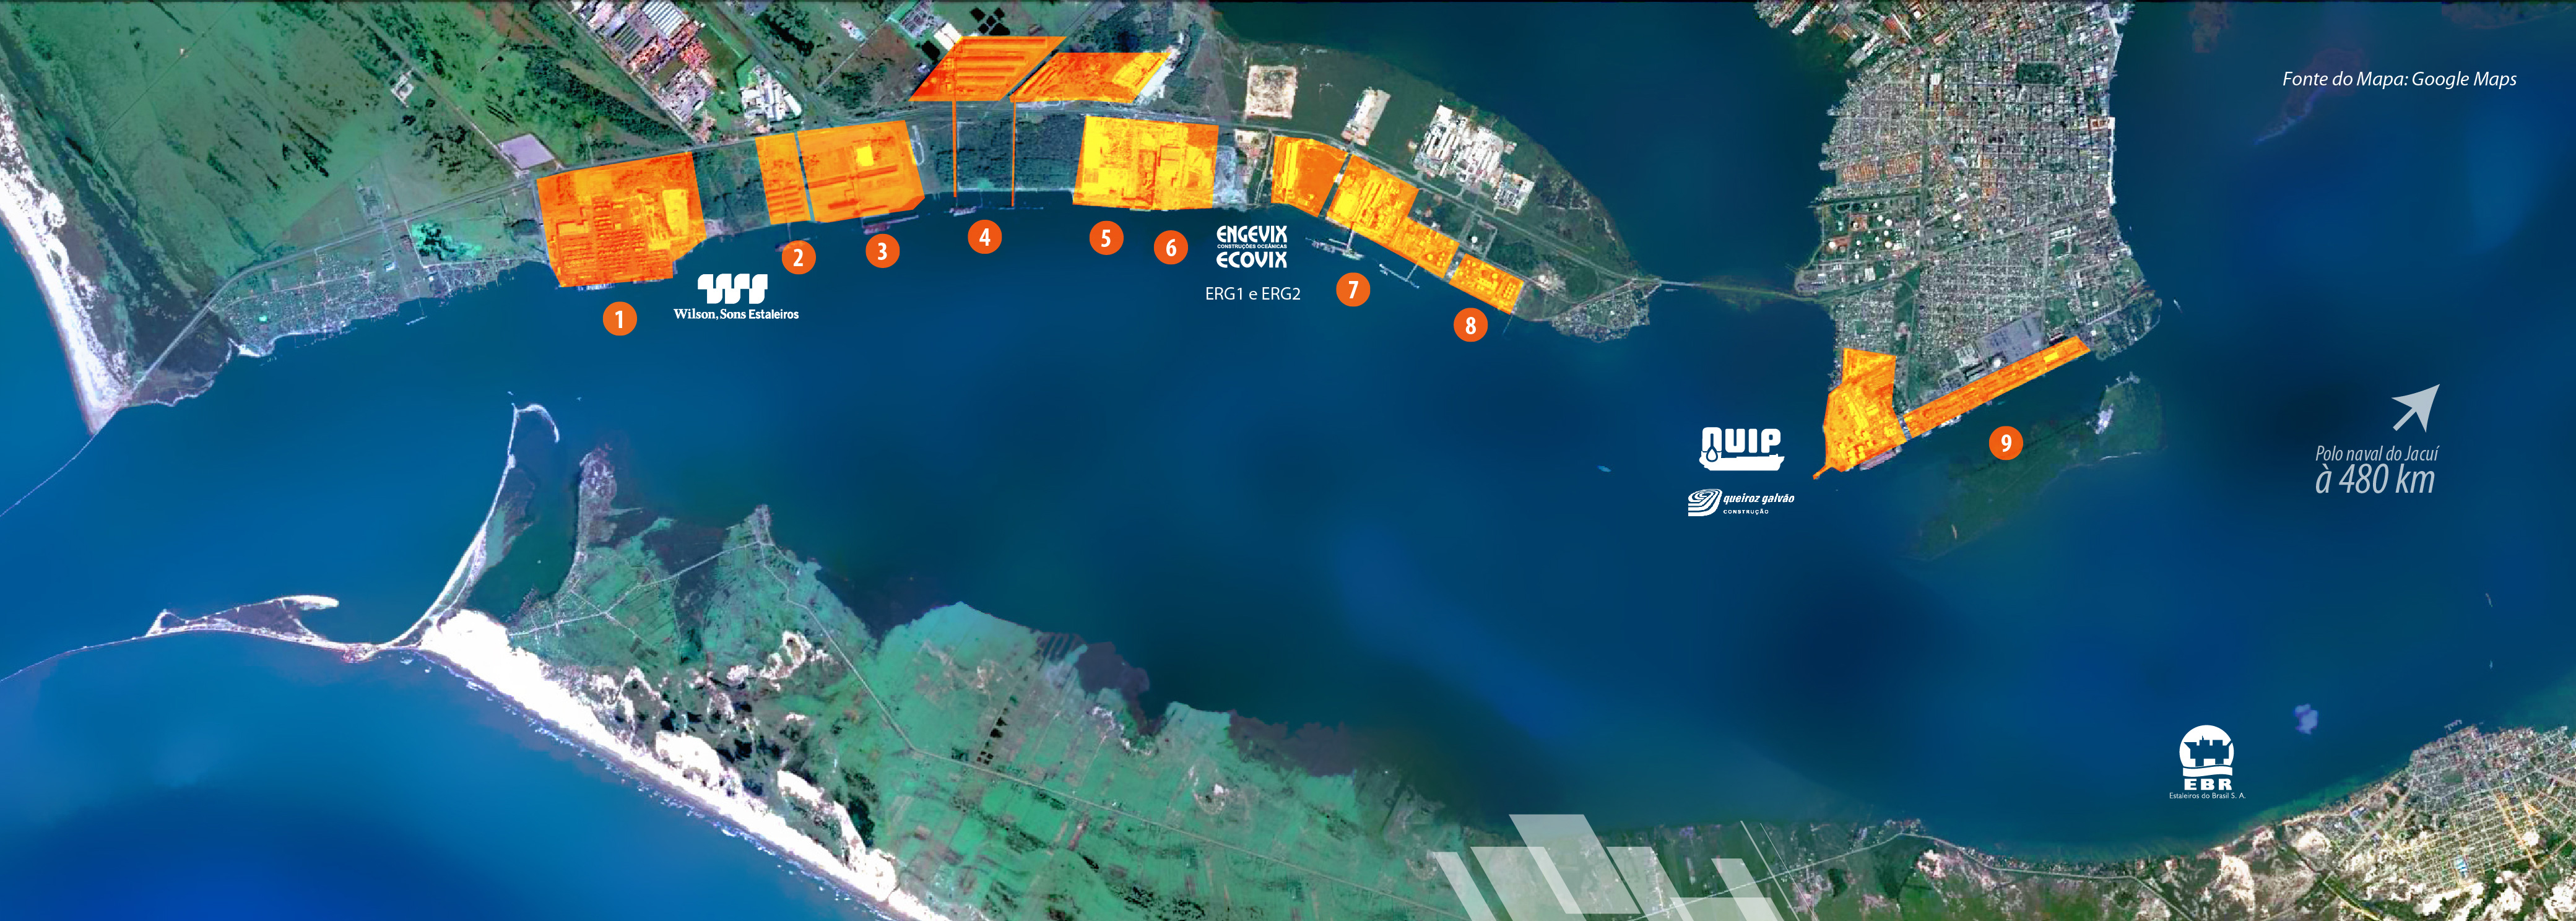 Fonte do Mapa: Google Maps
1
Wilson, Sons Estaleiros
2
3
4
5
6
ENGEVIX
CONSTRUÇÕES OCEÂNICAS
ECOVIX
ERG1 e ERG2
7
8
QUIP
queiroz galvão
CONSTRUÇÃO
9
Polo naval do Jacuí
à 480 km
EBR
Estaleiros do Brasil S. A.